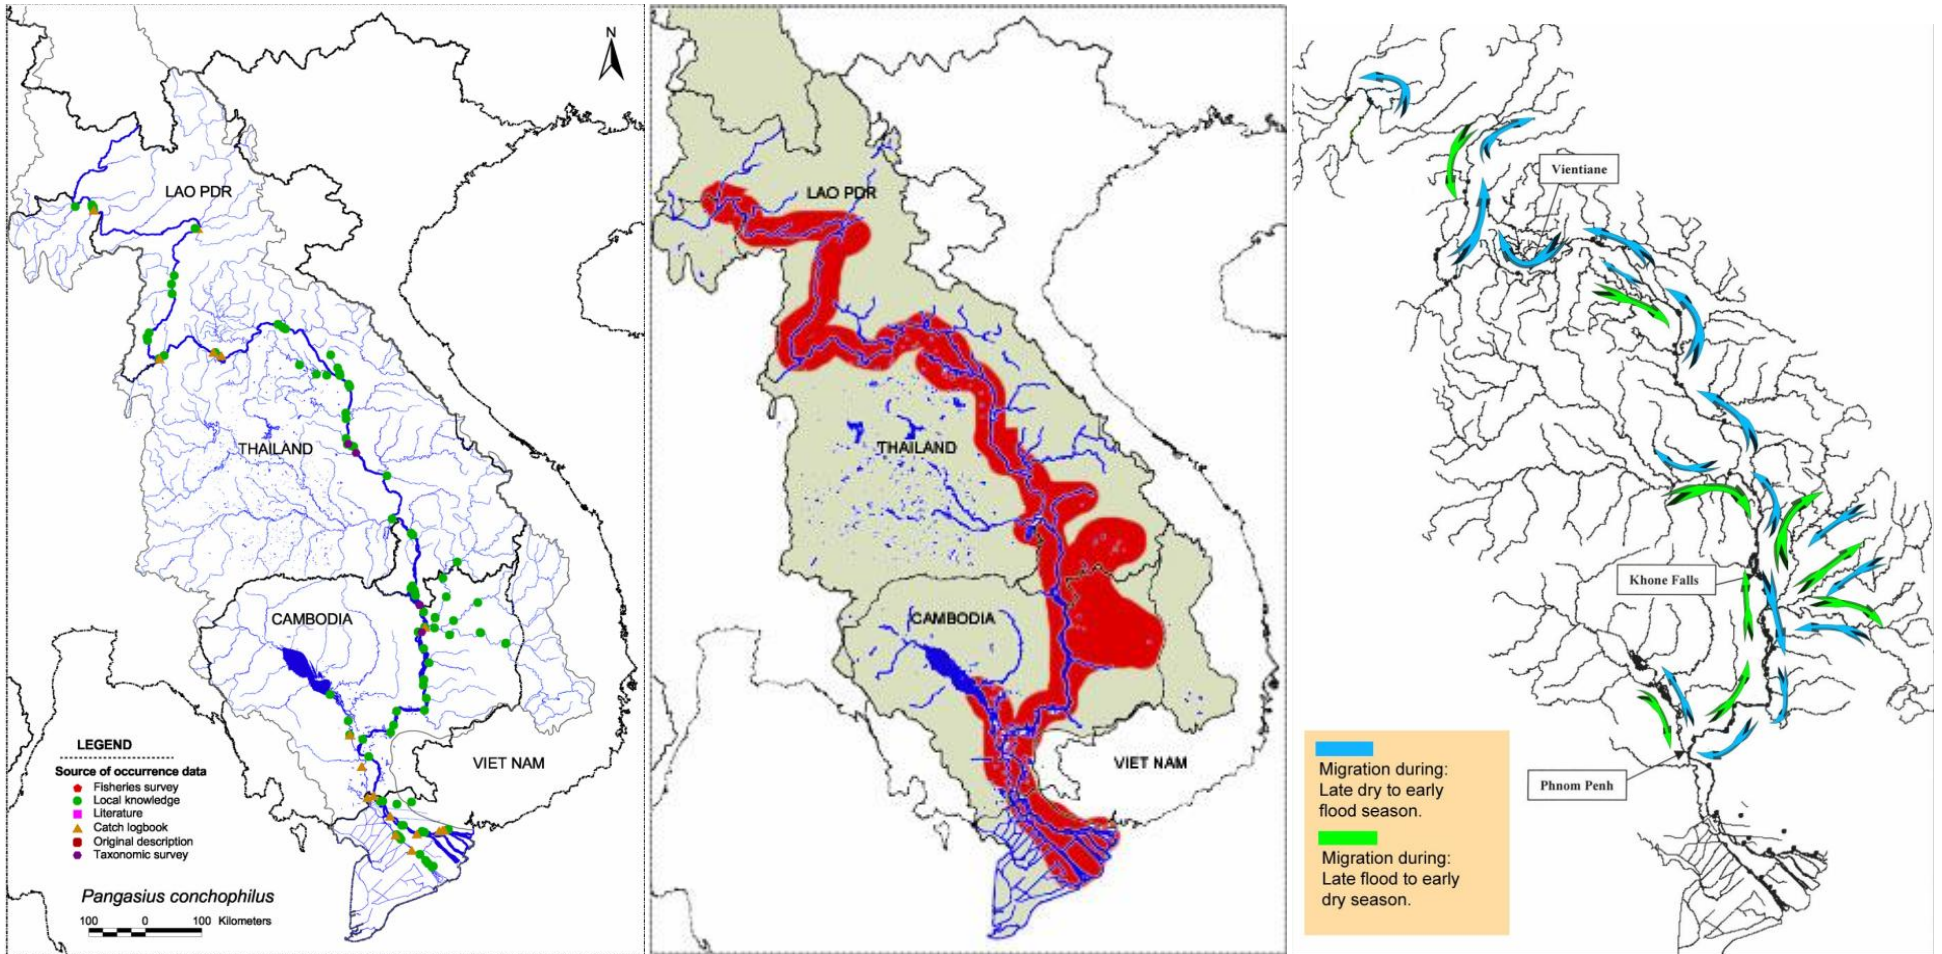 N
LAO PDR
THAILAND
CAMBODIA
VIET NAM
LEGEND
Source of occurrence data
Fisheries survey
Local knowledge
Literature
Catch logbook
Original description
Taxonomic survey
Pangasius conchophilus
100 0 100 Kilometers
LAO PDR
THAILAND
CAMBODIA
VIET NAM
Vientiane
Khone Falls
Phnom Penh
Migration during:
Late dry to early
flood season.
Migration during:
Late flood to early
dry season.